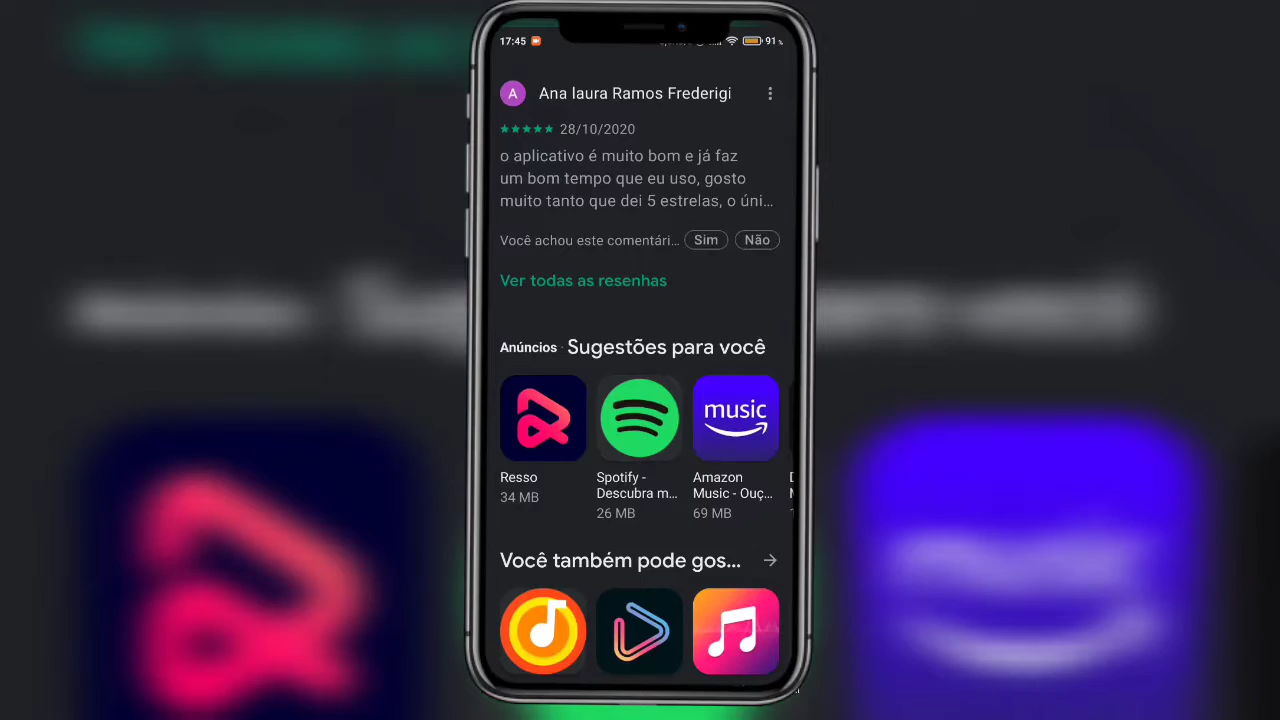 17:45
91%
A
Ana laura Ramos Frederigi
28/10/2020
o aplicativo é muito bom e já faz
um bom tempo que eu uso, gosto
muito tanto que dei 5 estrelas, o úni...
Você achou este comentári... Sim Não
Ver todas as resenhas
Anúncios · Sugestões para você
music
Resso
34 MB
Spotify -
Descubra m...
26 MB
Amazon
Music - Ouç...
69 MB
Você também pode gos...